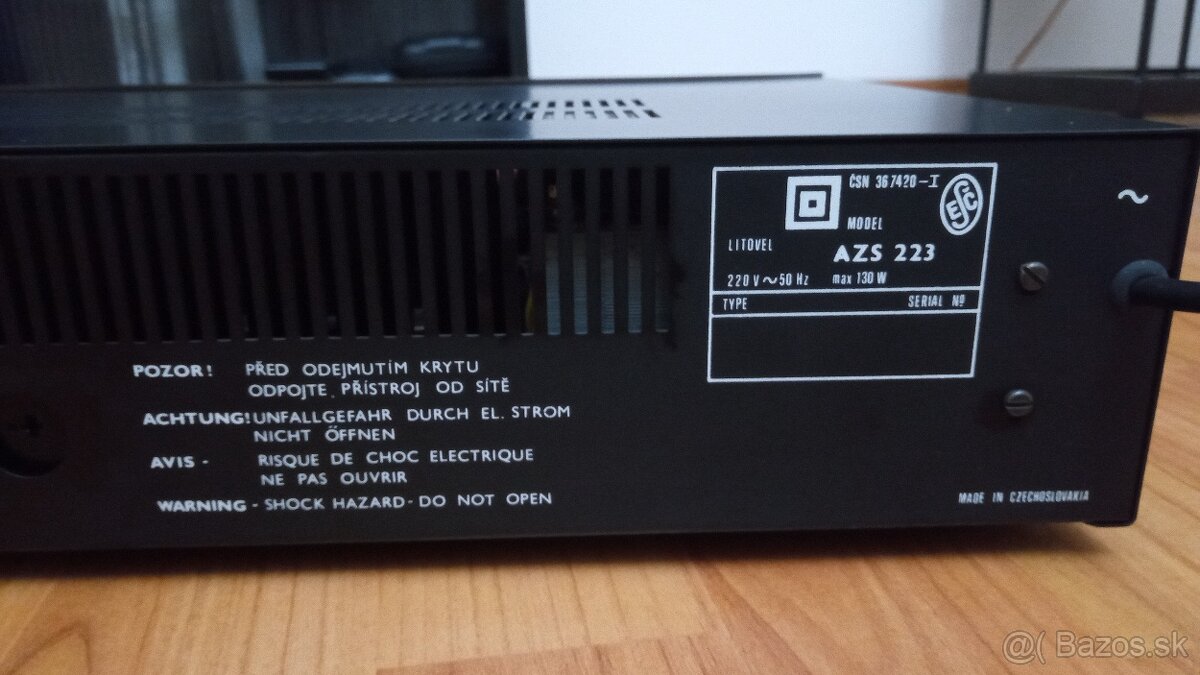 ČSN 367420-I
ESČ
MODEL
LITOVEL
AZS 223
220 V ~ 50 Hz max 130 W
TYPE SERIAL Nº
~
POZOR! PŘED ODEJMUTÍM KRYTU
ODPOJTE PŘÍSTROJ OD SÍTĚ
ACHTUNG! UNFALLGEFAHR DURCH EL. STROM
NICHT ÖFFNEN
AVIS - RISQUE DE CHOC ELECTRIQUE
NE PAS OUVRIR
WARNING - SHOCK HAZARD - DO NOT OPEN
MADE IN CZECHOSLOVAKIA
@( Bazos.sk